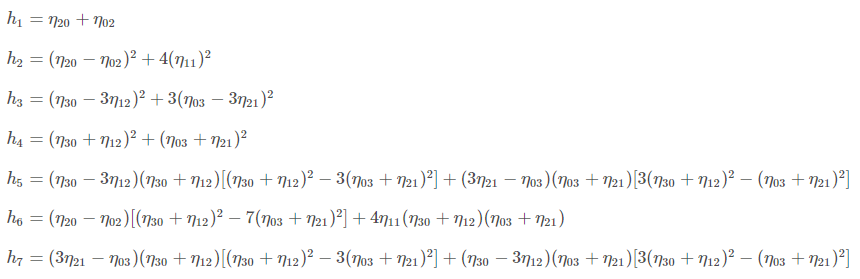 h₁ = η₂₀ + η₀₂
h₂ = (η₂₀ − η₀₂)² + 4(η₁₁)²
h₃ = (η₃₀ − 3η₁₂)² + 3(η₀₃ − 3η₂₁)²
h₄ = (η₃₀ + η₁₂)² + (η₀₃ + η₂₁)²
h₅ = (η₃₀ − 3η₁₂)(η₃₀ + η₁₂)[(η₃₀ + η₁₂)² − 3(η₀₃ + η₂₁)²] + (3η₂₁ − η₀₃)(η₀₃ + η₂₁)[3(η₃₀ + η₁₂)² − (η₀₃ + η₂₁)²]
h₆ = (η₂₀ − η₀₂)[(η₃₀ + η₁₂)² − 7(η₀₃ + η₂₁)²] + 4η₁₁(η₃₀ + η₁₂)(η₀₃ + η₂₁)
h₇ = (3η₂₁ − η₀₃)(η₃₀ + η₁₂)[(η₃₀ + η₁₂)² − 3(η₀₃ + η₂₁)²] + (η₃₀ − 3η₁₂)(η₀₃ + η₂₁)[3(η₃₀ + η₁₂)² − (η₀₃ + η₂₁)²]